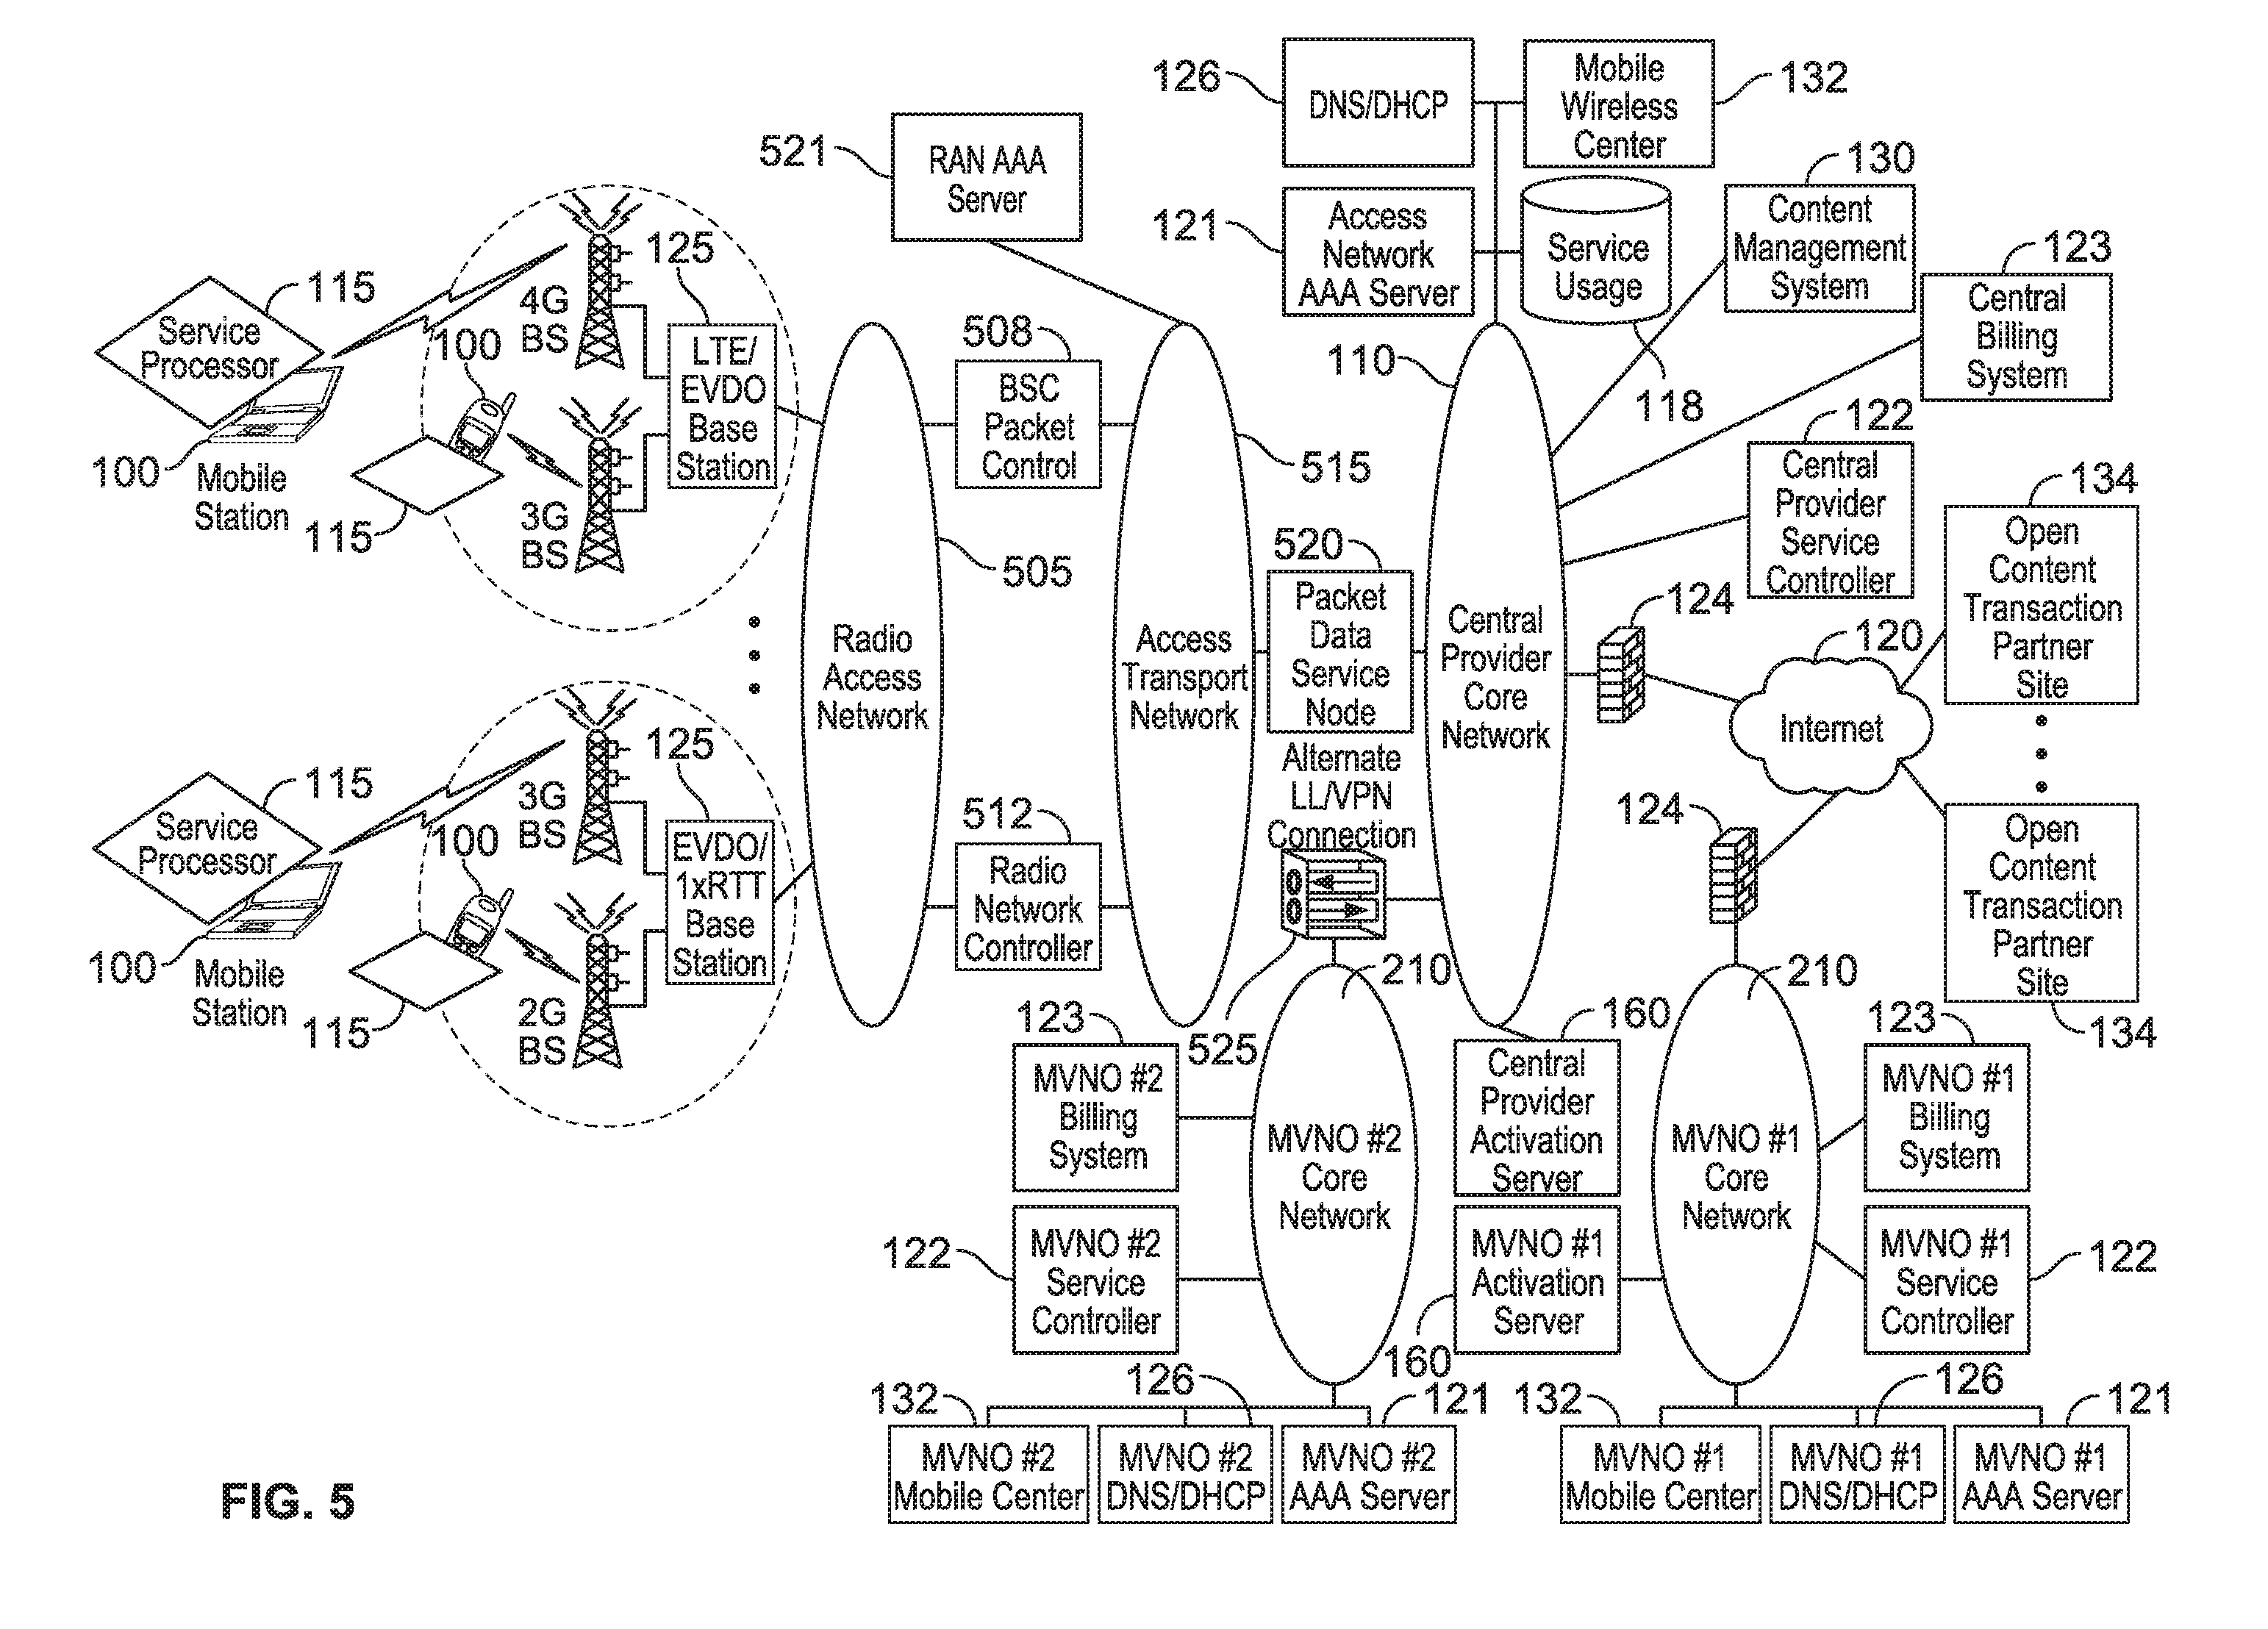 126
DNS/DHCP
Mobile
Wireless
Center
132
521
RAN AAA
Server
121
Access
Network
AAA Server
Service
Usage
118
130
Content
Management
System
123
Central
Billing
System
115
Service
Processor
100
Mobile
Station
100
115
4G
BS
3G
BS
125
LTE/
EVDO
Base
Station
508
BSC
Packet
Control
110
515
505
122
Central
Provider
Service
Controller
134
Open
Content
Transaction
Partner
Site
Radio
Access
Network
Access
Transport
Network
520
Packet
Data
Service
Node
Central
Provider
Core
Network
124
120
Internet
Alternate
LL/VPN
Connection
525
124
Open
Content
Transaction
Partner
Site
134
115
Service
Processor
100
Mobile
Station
100
115
3G
BS
2G
BS
125
EVDO/
1xRTT
Base
Station
512
Radio
Network
Controller
210
210
123
MVNO #2
Billing
System
MVNO #2
Core
Network
160
Central
Provider
Activation
Server
MVNO #1
Core
Network
123
MVNO #1
Billing
System
122
MVNO #2
Service
Controller
MVNO #1
Activation
Server
160
MVNO #1
Service
Controller
122
132
MVNO #2
Mobile Center
126
MVNO #2
DNS/DHCP
121
MVNO #2
AAA Server
132
MVNO #1
Mobile Center
126
MVNO #1
DNS/DHCP
121
MVNO #1
AAA Server
FIG. 5